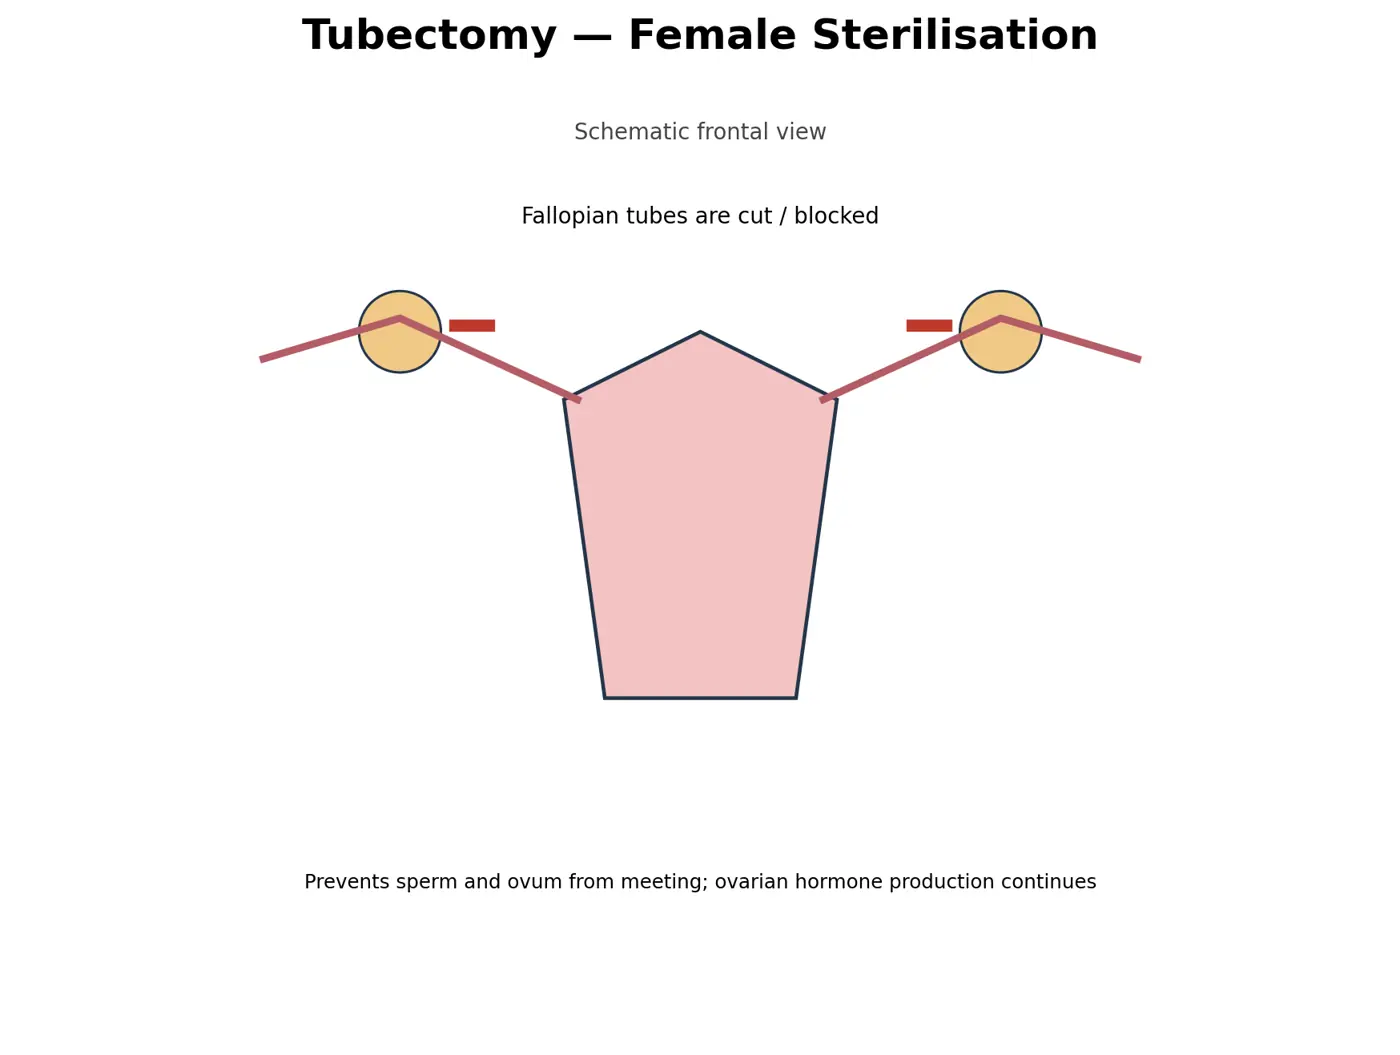 Tubectomy — Female Sterilisation
Schematic frontal view
Fallopian tubes are cut / blocked
Prevents sperm and ovum from meeting; ovarian hormone production continues